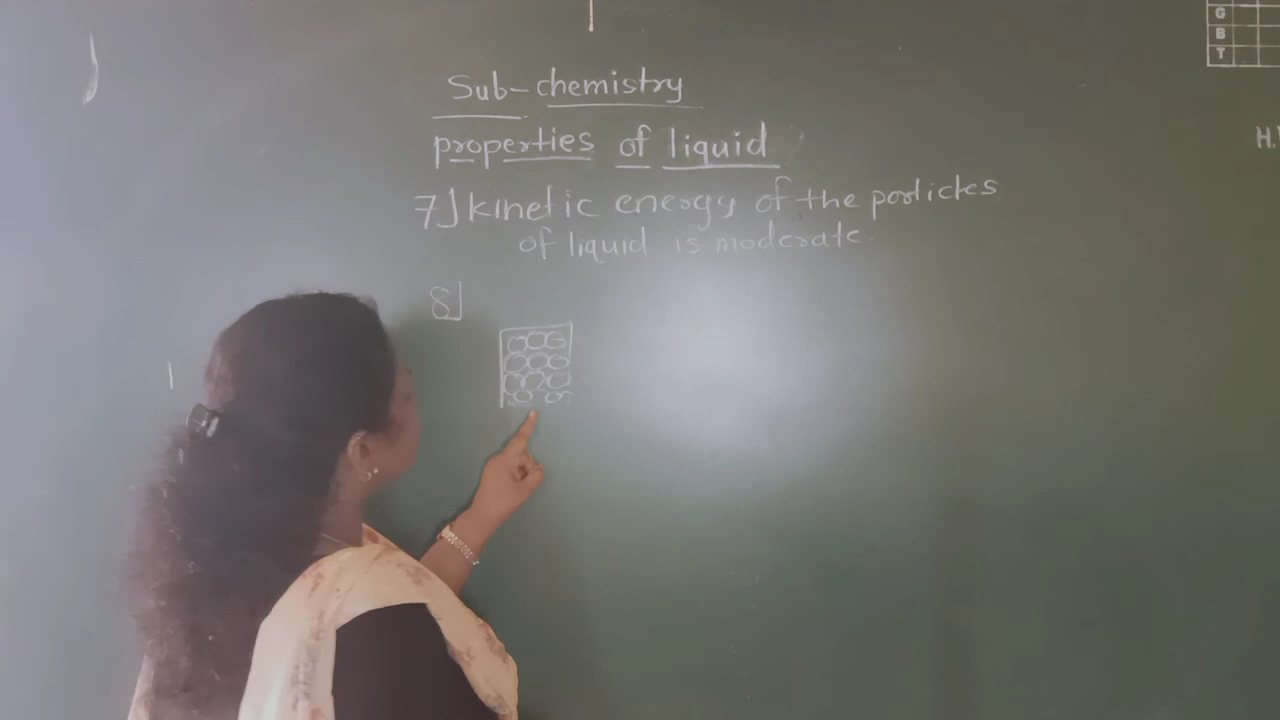 G
B
T
Sub-chemistry
H.
properties of liquid
7] kinetic energy of the particles
of liquid is moderate.
8]